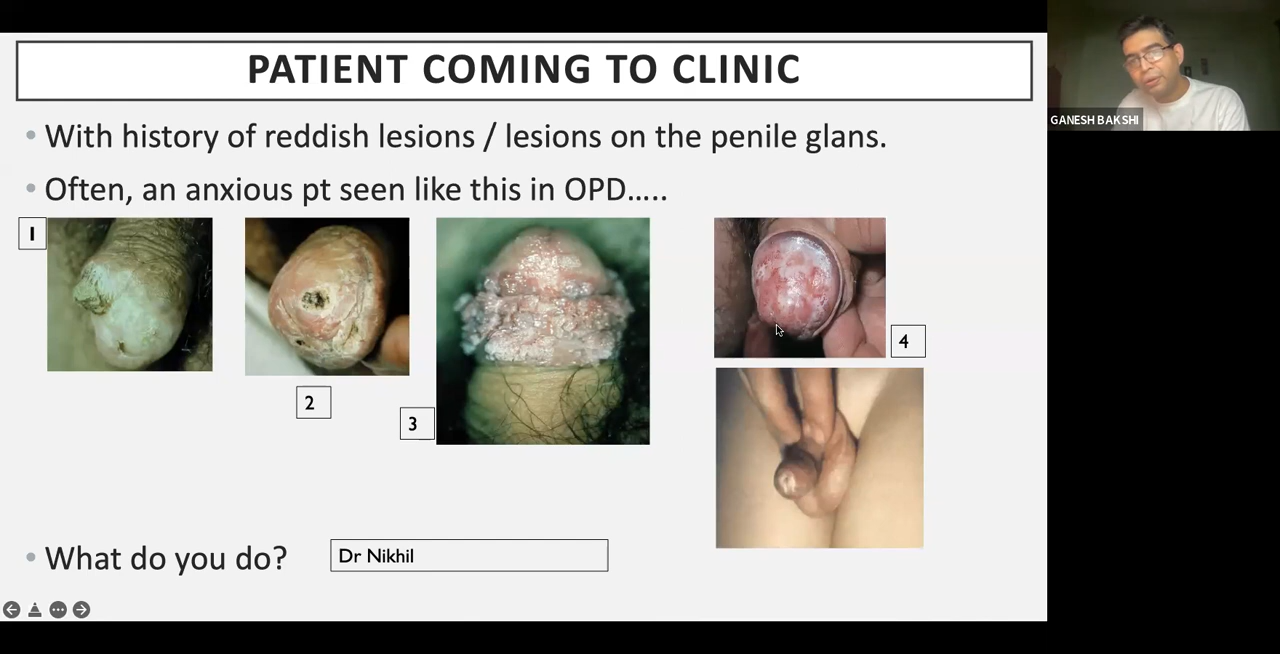 PATIENT COMING TO CLINIC
• With history of reddish lesions / lesions on the penile glans.
• Often, an anxious pt seen like this in OPD.....
1
2
3
4
• What do you do?
Dr Nikhil
GANESH BAKSHI